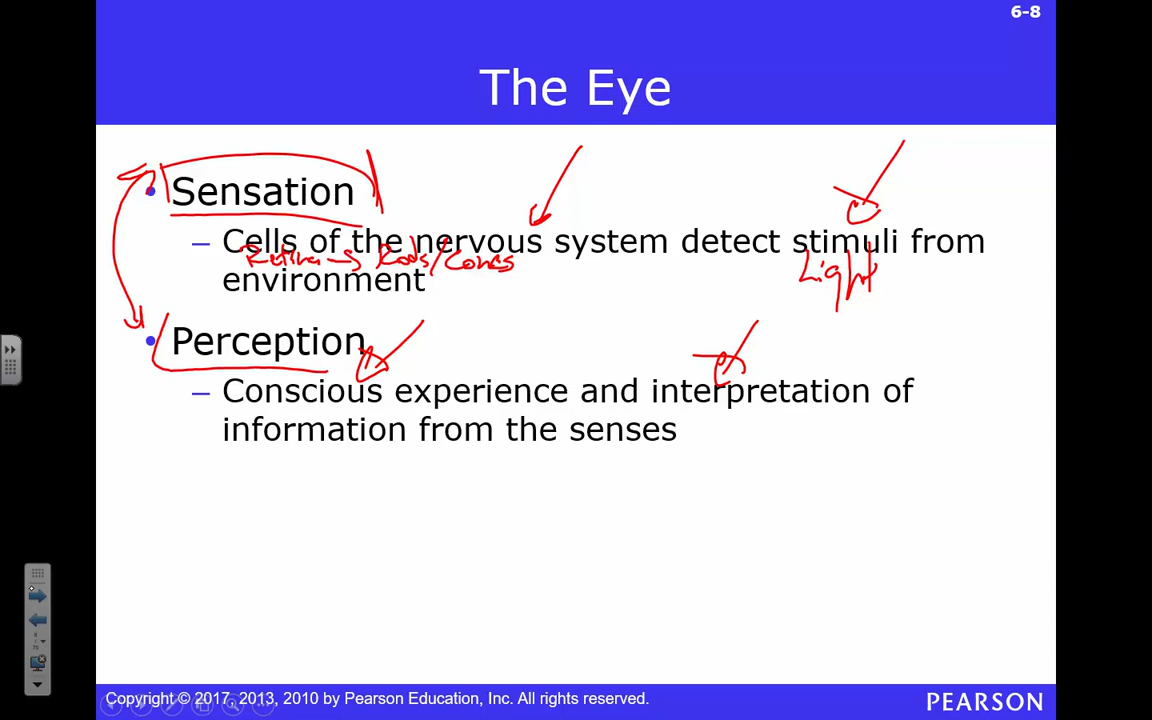 6-8
The Eye
• Sensation
– Cells of the nervous system detect stimuli from
Retina → Rods/Cones
Light
environment
• Perception
– Conscious experience and interpretation of
information from the senses
Copyright © 2017, 2013, 2010 by Pearson Education, Inc. All rights reserved.
PEARSON